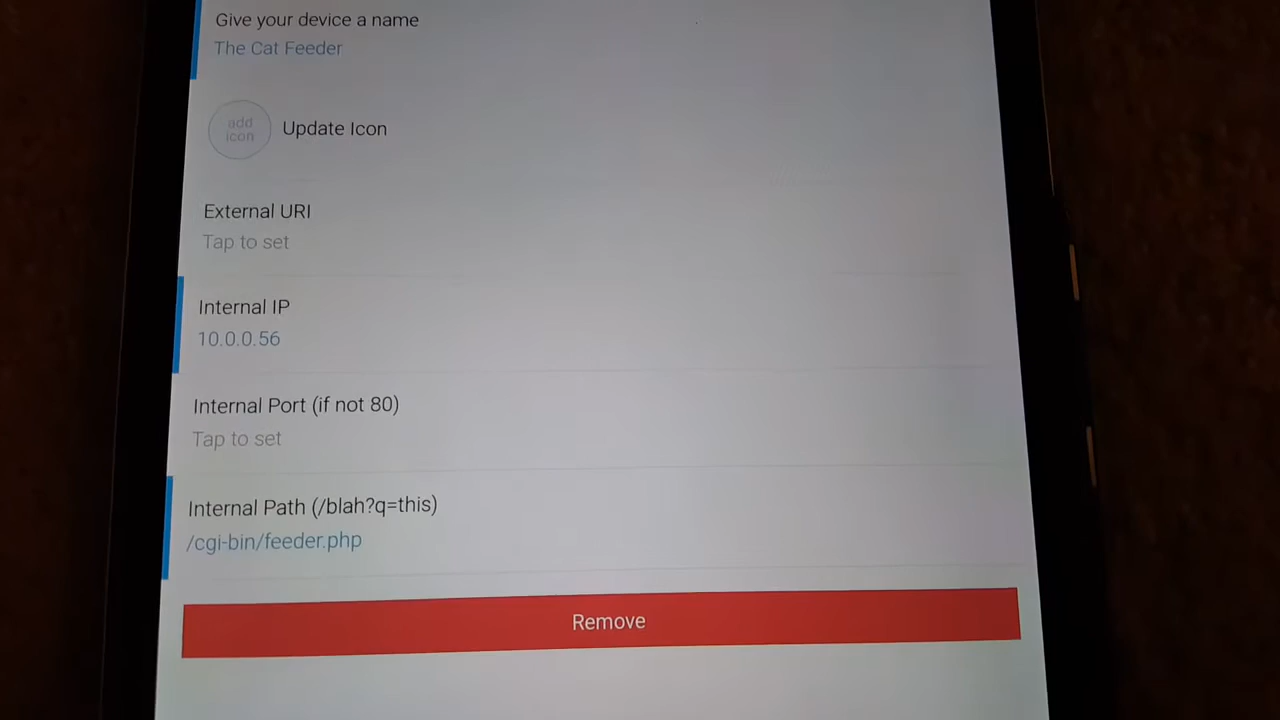 Give your device a name
The Cat Feeder
add
icon
Update Icon
External URI
Tap to set
Internal IP
10.0.0.56
Internal Port (if not 80)
Tap to set
Internal Path (/blah?q=this)
/cgi-bin/feeder.php
Remove